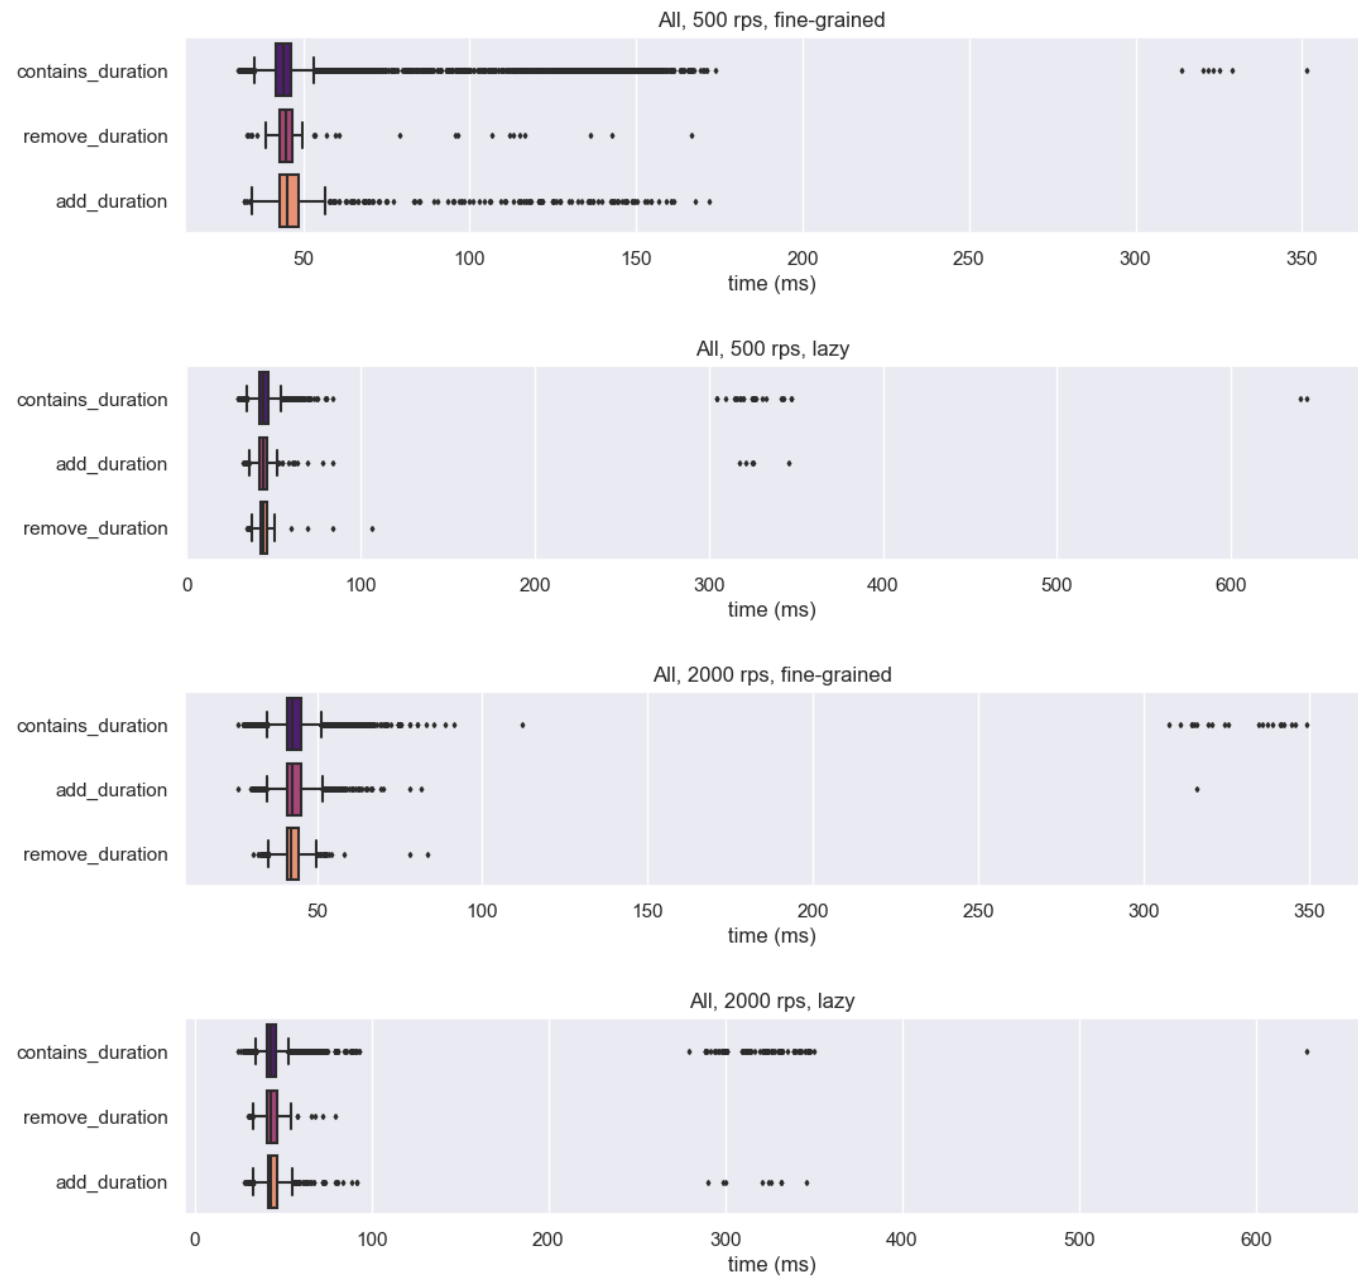 All, 500 rps, fine-grained
contains_duration
remove_duration
add_duration
50 100 150 200 250 300 350
time (ms)
All, 500 rps, lazy
contains_duration
add_duration
remove_duration
0 100 200 300 400 500 600
time (ms)
All, 2000 rps, fine-grained
contains_duration
add_duration
remove_duration
50 100 150 200 250 300 350
time (ms)
All, 2000 rps, lazy
contains_duration
remove_duration
add_duration
0 100 200 300 400 500 600
time (ms)